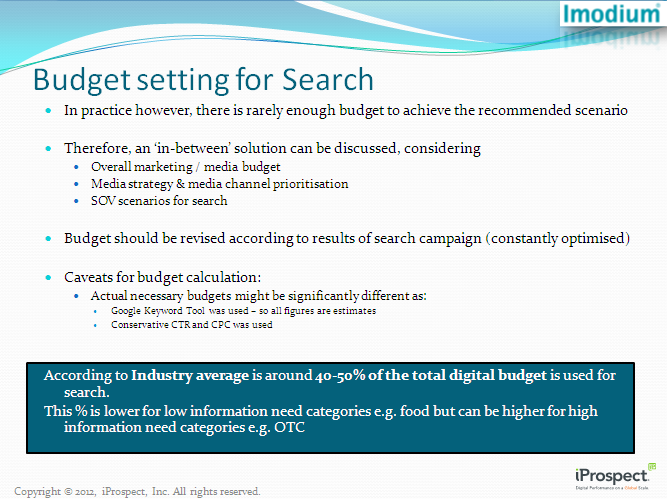 Imodium®
Budget setting for Search
• In practice however, there is rarely enough budget to achieve the recommended scenario
• Therefore, an ‘in-between’ solution can be discussed, considering
• Overall marketing / media budget
• Media strategy & media channel prioritisation
• SOV scenarios for search
• Budget should be revised according to results of search campaign (constantly optimised)
• Caveats for budget calculation:
• Actual necessary budgets might be significantly different as:
• Google Keyword Tool was used – so all figures are estimates
• Conservative CTR and CPC was used
According to Industry average is around 40-50% of the total digital budget is used for
search.
This % is lower for low information need categories e.g. food but can be higher for high
information need categories e.g. OTC
iProspect.
Digital Performance on a Global Scale.
Copyright © 2012, iProspect, Inc. All rights reserved.